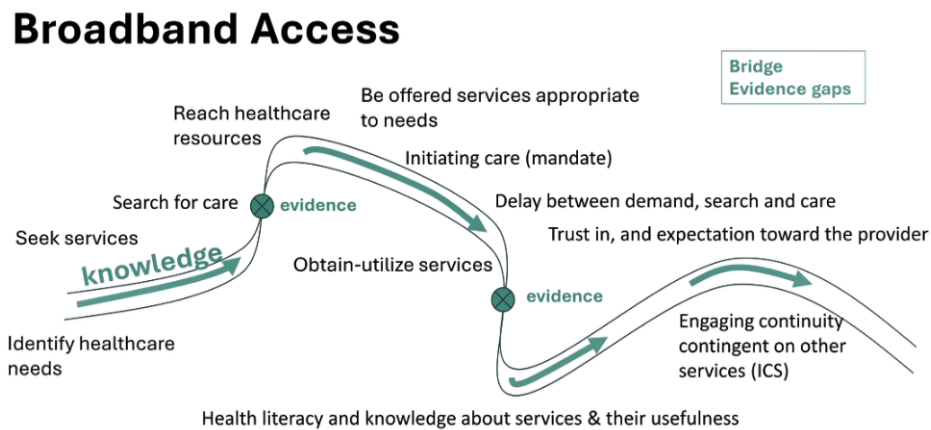 Broadband Access
Bridge
Evidence gaps
Be offered services appropriate
to needs
Reach healthcare
resources
Initiating care (mandate)
Search for care
evidence
Delay between demand, search and care
Seek services
Trust in, and expectation toward the provider
knowledge
Obtain-utilize services
evidence
Identify healthcare
needs
Engaging continuity
contingent on other
services (ICS)
Health literacy and knowledge about services & their usefulness